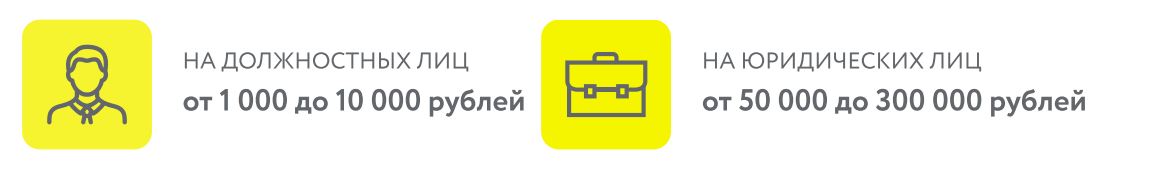 НА ДОЛЖНОСТНЫХ ЛИЦ
от 1 000 до 10 000 рублей
НА ЮРИДИЧЕСКИХ ЛИЦ
от 50 000 до 300 000 рублей